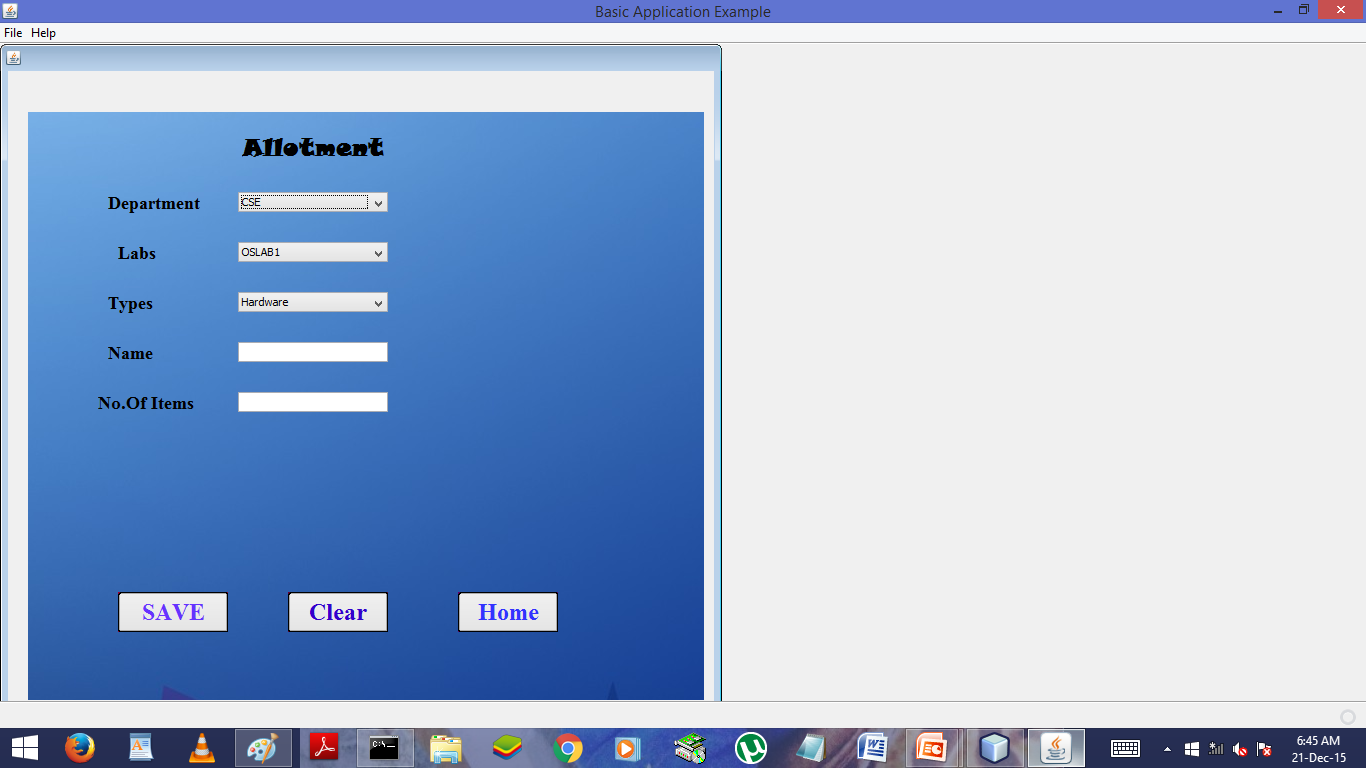 Basic Application Example
File Help
Allotment
Department CSE
Labs OSLAB1
Types Hardware
Name
No.Of Items
SAVE Clear Home
C:\
6:45 AM
21-Dec-15